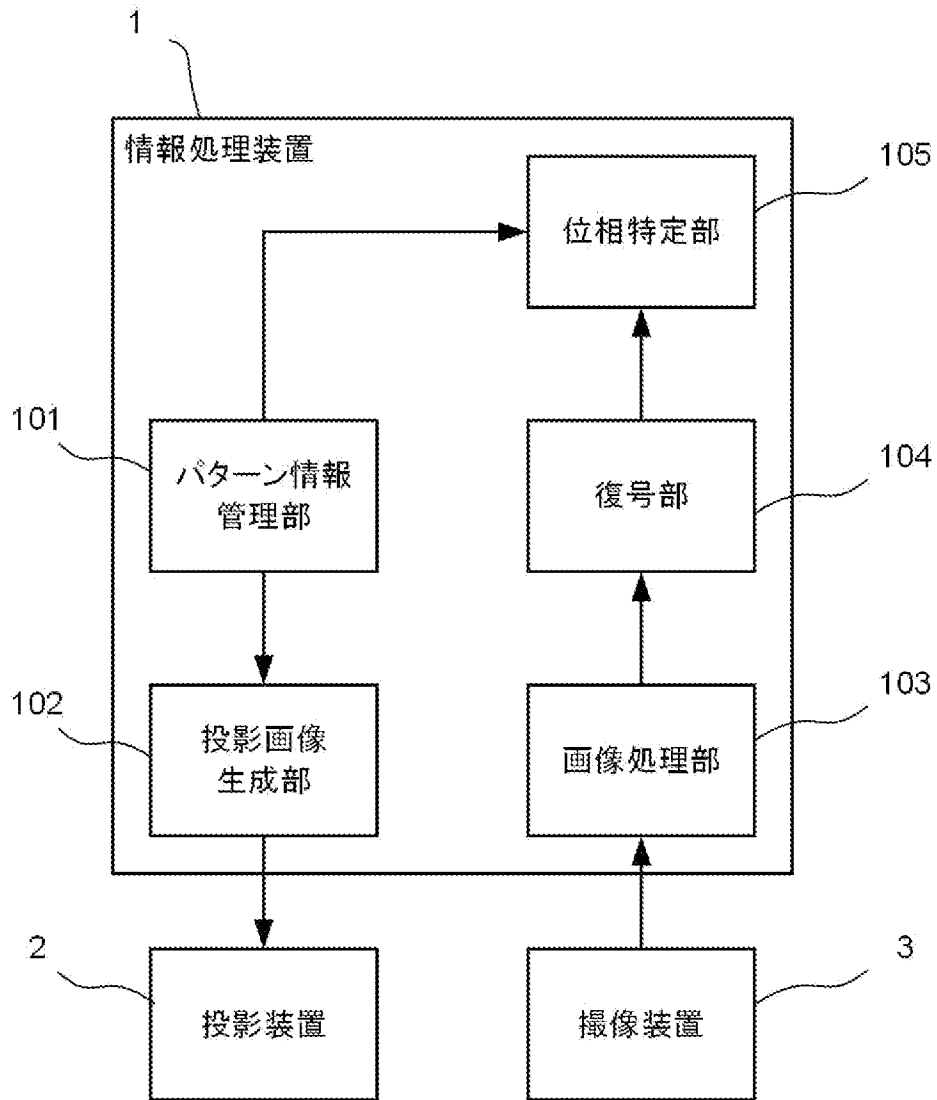 1
情報処理装置
105
位相特定部
101
パターン情報
管理部
104
復号部
102
投影画像
生成部
103
画像処理部
2
投影装置
3
撮像装置